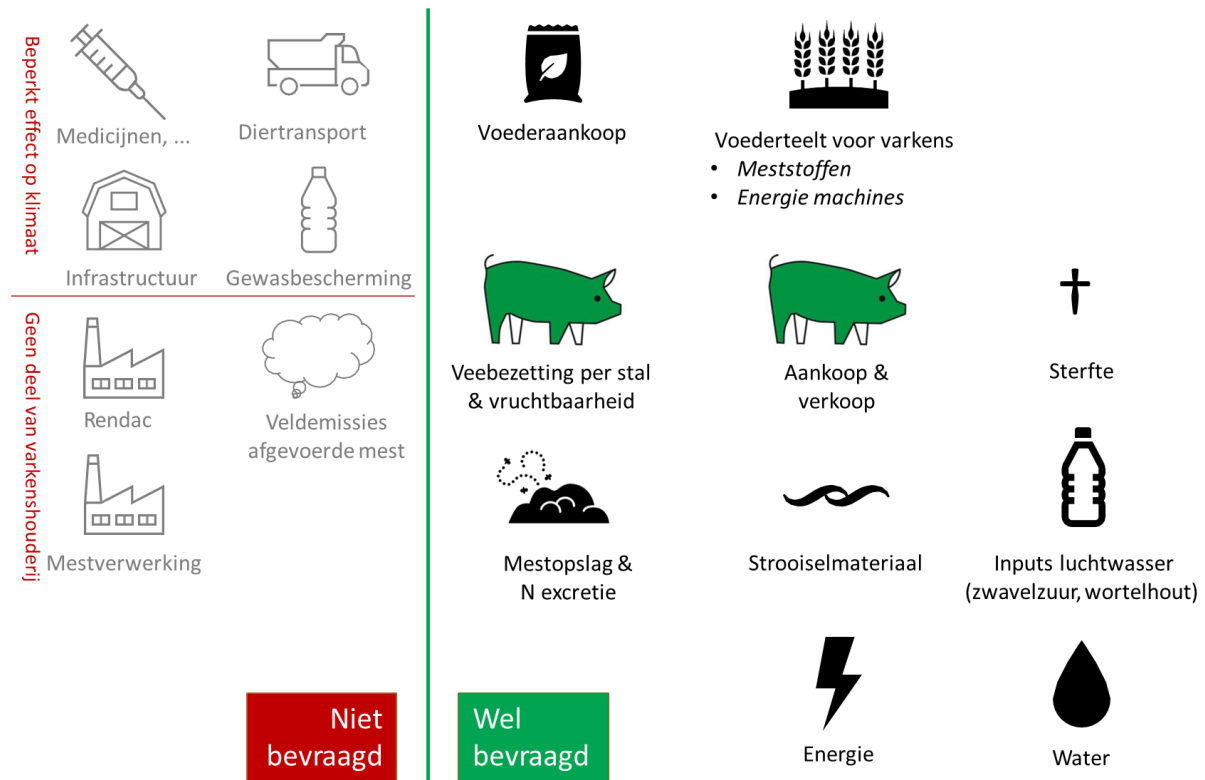 Beperkt effect op klimaat
Medicijnen, ...
Diertransport
Infrastructuur
Gewasbescherming
Geen deel van varkenshouderij
Rendac
Veldemissies
afgevoerde mest
Mestverwerking
Niet
bevraagd
Voederaankoop
Voederteelt voor varkens
• Meststoffen
• Energie machines
Veebezetting per stal
& vruchtbaarheid
Aankoop &
verkoop
Sterfte
Mestopslag &
N excretie
Strooiselmateriaal
Inputs luchtwasser
(zwavelzuur, wortelhout)
Energie
Water
Wel
bevraagd